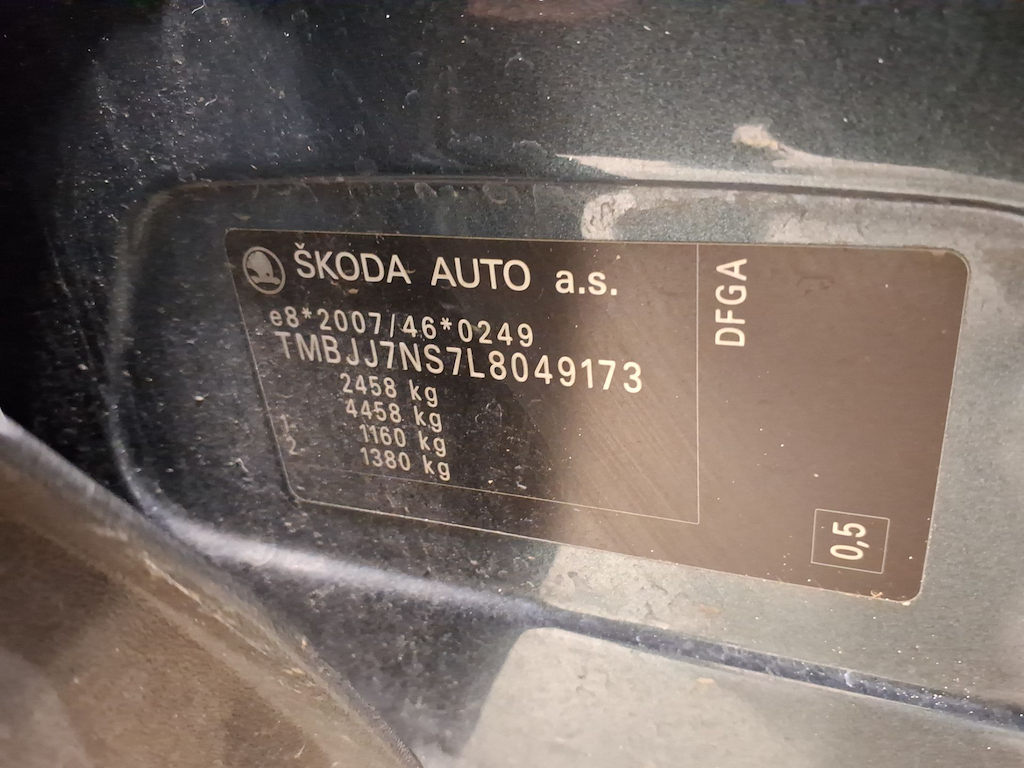 ŠKODA AUTO a.s.
e8*2007/46*0249
TMBJJ7NS7L8049173
2458 kg
4458 kg
1- 1160 kg
2- 1380 kg
DFGA
0,5